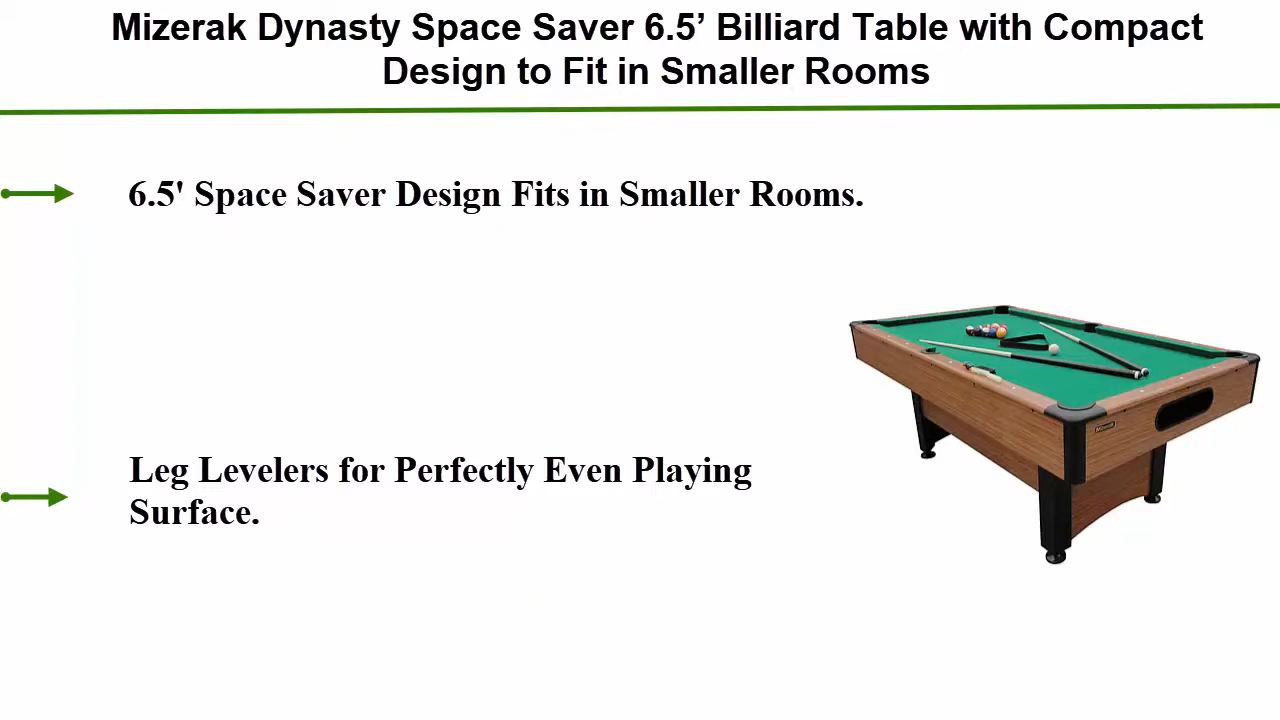 Mizerak Dynasty Space Saver 6.5’ Billiard Table with Compact
Design to Fit in Smaller Rooms
6.5' Space Saver Design Fits in Smaller Rooms.
Leg Levelers for Perfectly Even Playing
Surface.